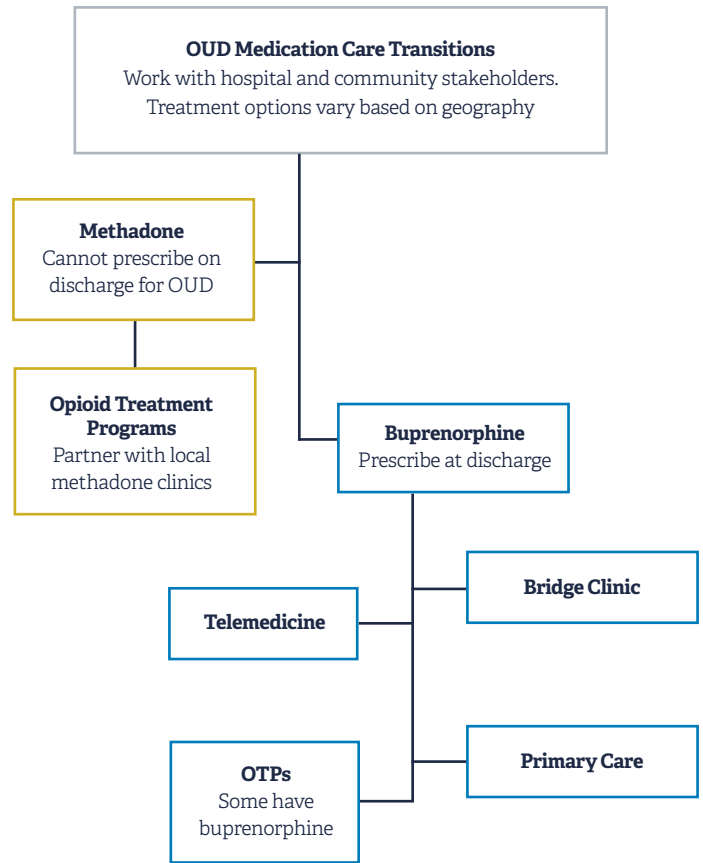 OUD Medication Care Transitions
Work with hospital and community stakeholders.
Treatment options vary based on geography
Methadone
Cannot prescribe on
discharge for OUD
Opioid Treatment
Programs
Partner with local
methadone clinics
Buprenorphine
Prescribe at discharge
Bridge Clinic
Telemedicine
Primary Care
OTPs
Some have
buprenorphine